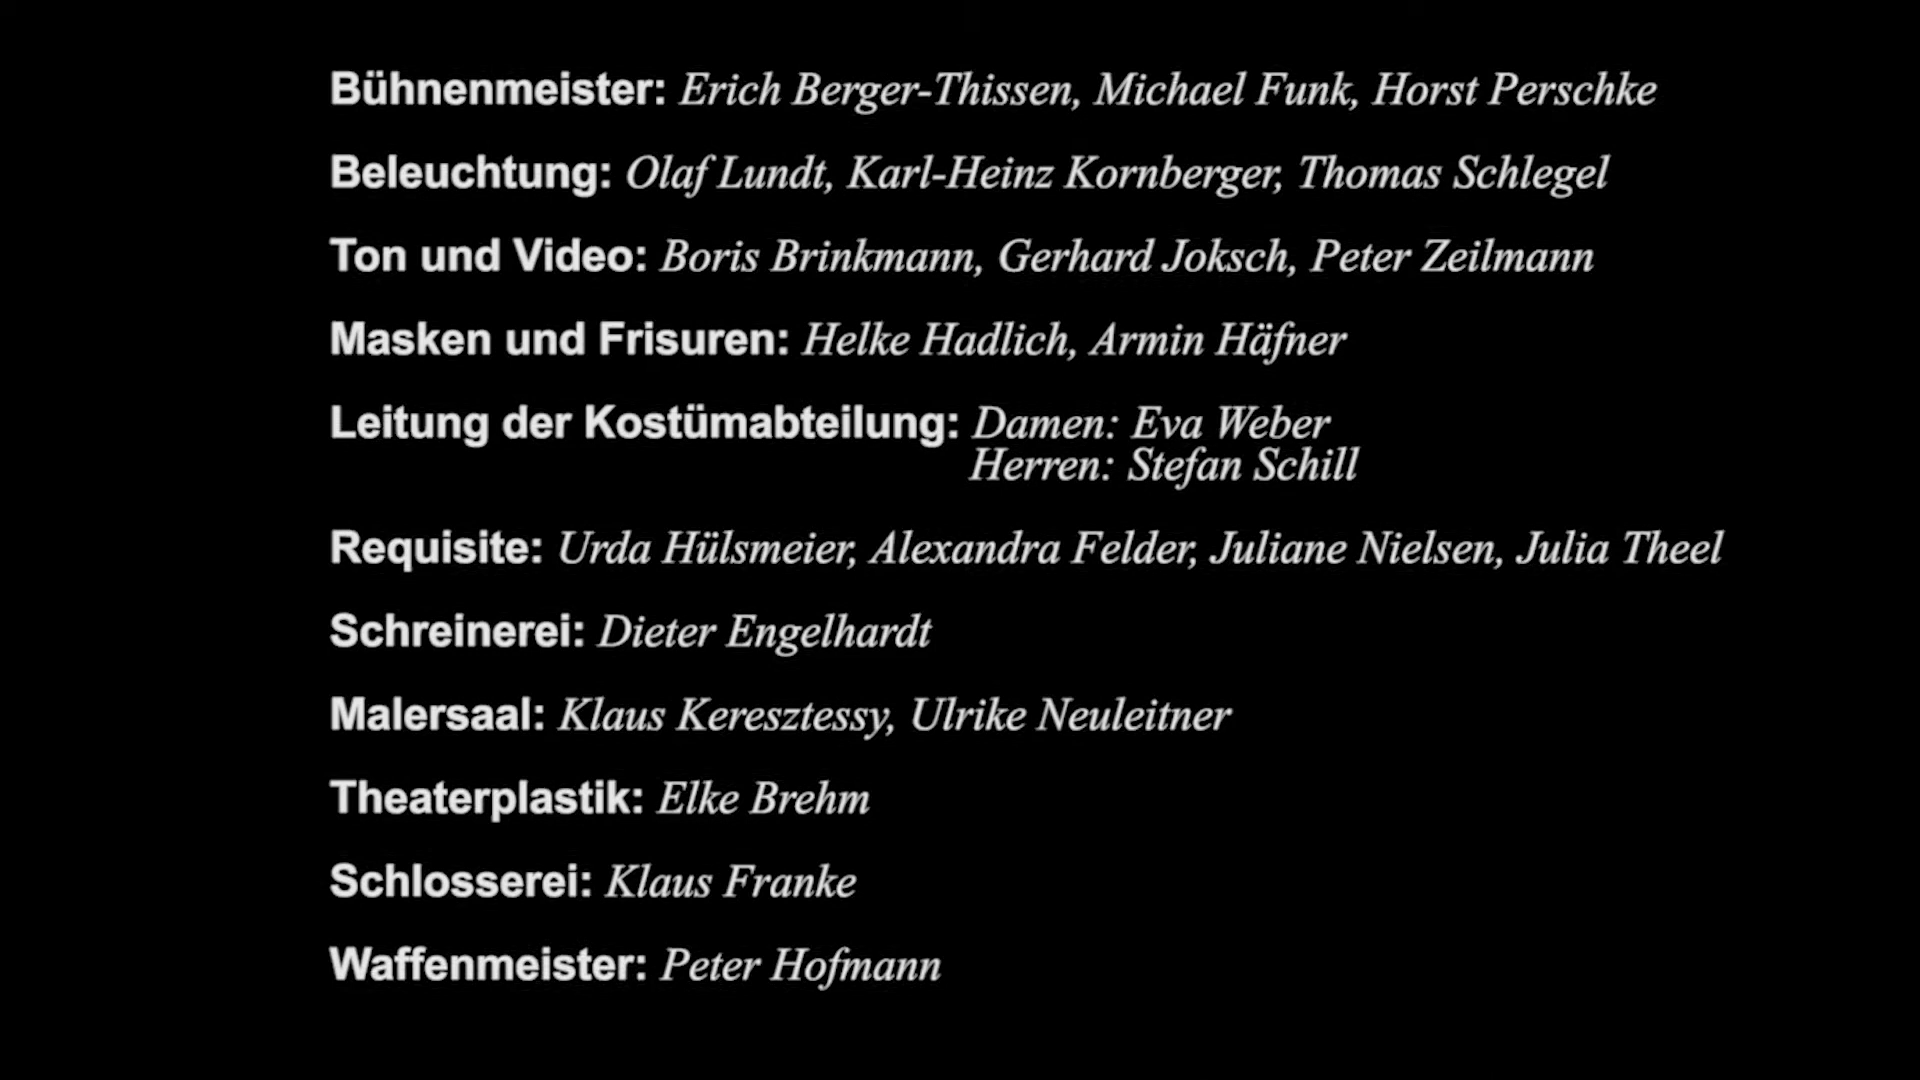 Bühnenmeister: Erich Berger-Thissen, Michael Funk, Horst Perschke
Beleuchtung: Olaf Lundt, Karl-Heinz Kornberger, Thomas Schlegel
Ton und Video: Boris Brinkmann, Gerhard Joksch, Peter Zeilmann
Masken und Frisuren: Helke Hadlich, Armin Häfner
Leitung der Kostümabteilung: Damen: Eva Weber
Herren: Stefan Schill
Requisite: Urda Hülsmeier, Alexandra Felder, Juliane Nielsen, Julia Theel
Schreinerei: Dieter Engelhardt
Malersaal: Klaus Keresztessy, Ulrike Neuleitner
Theaterplastik: Elke Brehm
Schlosserei: Klaus Franke
Waffenmeister: Peter Hofmann